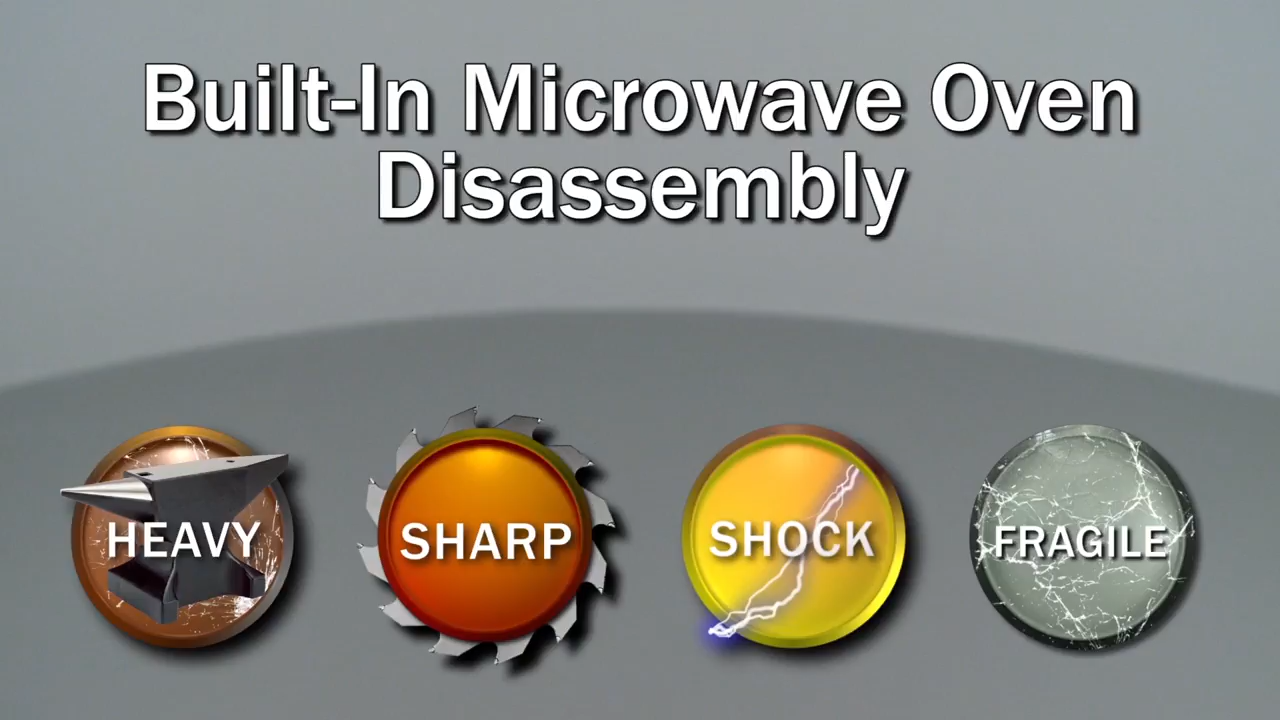 Built-In Microwave Oven
Disassembly
HEAVY
SHARP
SHOCK
FRAGILE